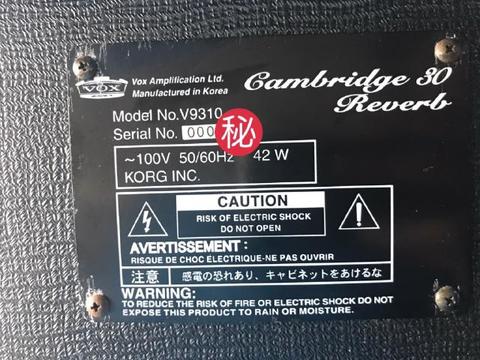 VOX
Vox Amplification Ltd.
Manufactured in Korea
Cambridge 30
Reverb
Model No.V9310
Serial No. 000
秘
~100V 50/60Hz 42 W
KORG INC.
CAUTION
RISK OF ELECTRIC SHOCK
DO NOT OPEN
AVERTISSEMENT :
RISQUE DE CHOC ELECTRIQUE-NE PAS OUVRIR
注意 感電の恐れあり、キャビネットをあけるな
WARNING:
TO REDUCE THE RISK OF FIRE OR ELECTRIC SHOCK DO NOT
EXPOSE THIS PRODUCT TO RAIN OR MOISTURE.